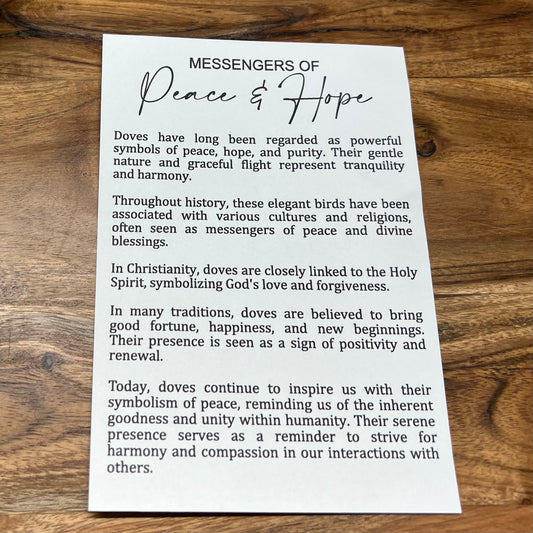 MESSENGERS OF
Peace & Hope
Doves have long been regarded as powerful
symbols of peace, hope, and purity. Their gentle
nature and graceful flight represent tranquility
and harmony.
Throughout history, these elegant birds have been
associated with various cultures and religions,
often seen as messengers of peace and divine
blessings.
In Christianity, doves are closely linked to the Holy
Spirit, symbolizing God's love and forgiveness.
In many traditions, doves are believed to bring
good fortune, happiness, and new beginnings.
Their presence is seen as a sign of positivity and
renewal.
Today, doves continue to inspire us with their
symbolism of peace, reminding us of the inherent
goodness and unity within humanity. Their serene
presence serves as a reminder to strive for
harmony and compassion in our interactions with
others.